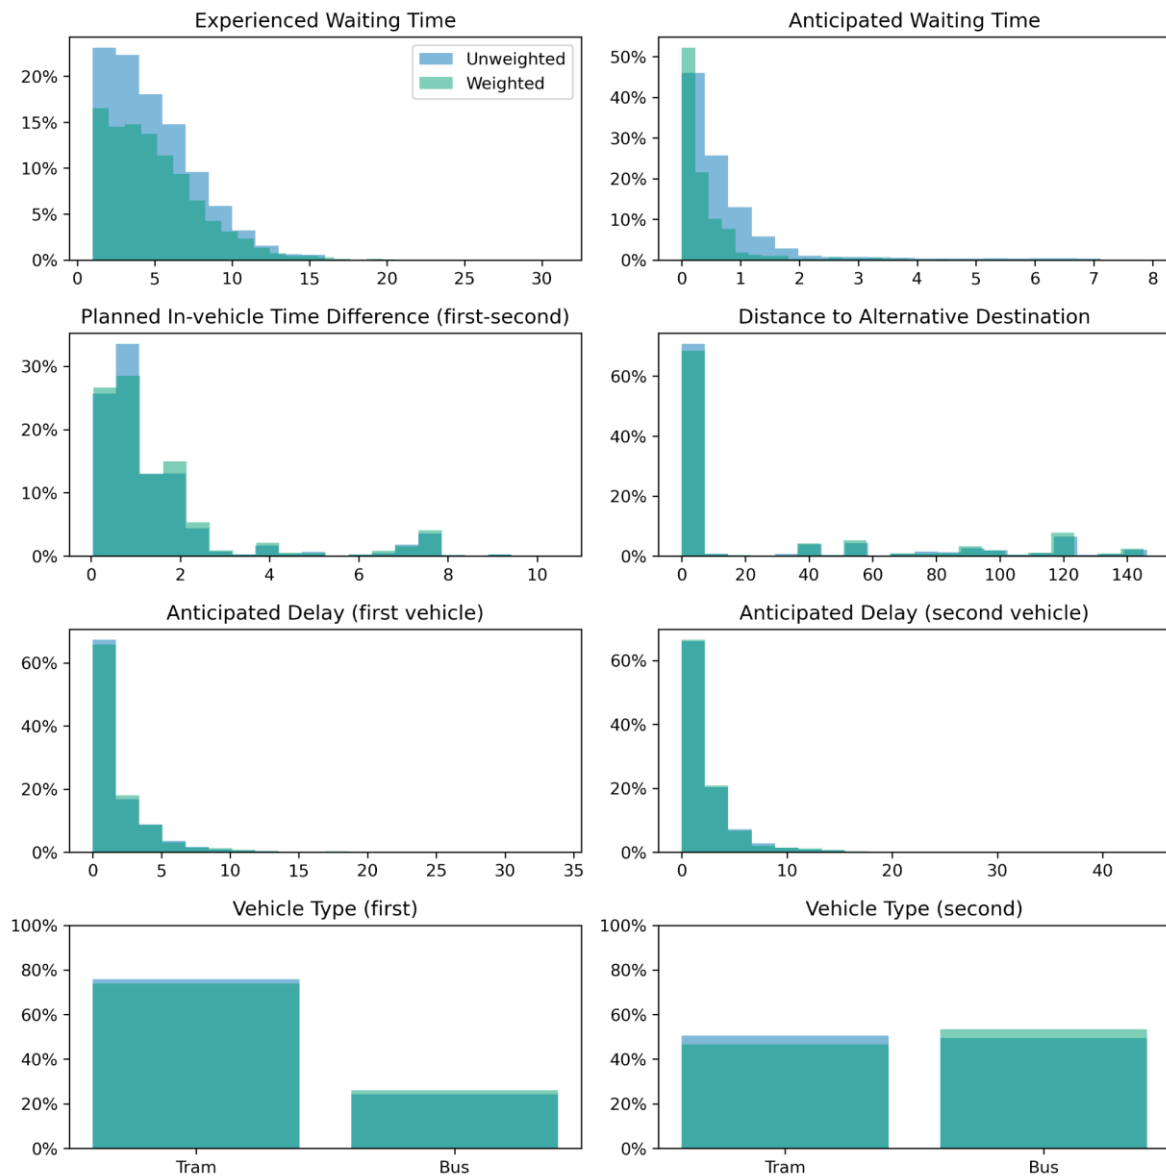 Experienced Waiting Time
20%
15%
10%
5%
0%
0 5 10 15 20 25 30
Unweighted
Weighted
Anticipated Waiting Time
50%
40%
30%
20%
10%
0%
0 1 2 3 4 5 6 7 8
Planned In-vehicle Time Difference (first-second)
30%
20%
10%
0%
0 2 4 6 8 10
Distance to Alternative Destination
60%
40%
20%
0%
0 20 40 60 80 100 120 140
Anticipated Delay (first vehicle)
60%
40%
20%
0%
0 5 10 15 20 25 30 35
Anticipated Delay (second vehicle)
60%
40%
20%
0%
0 10 20 30 40
Vehicle Type (first)
100%
80%
60%
40%
20%
0%
Tram Bus
Vehicle Type (second)
100%
80%
60%
40%
20%
0%
Tram Bus